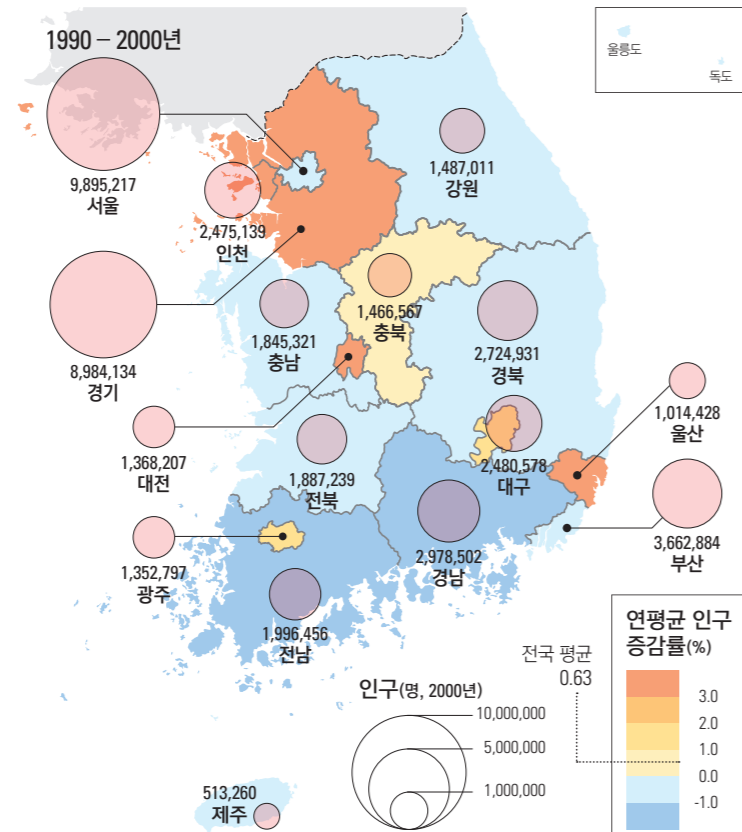 1990 – 2000년
울릉도
독도
9,895,217
서울
1,487,011
강원
2,475,139
인천
8,984,134
경기
1,845,321
충남
1,466,567
충북
2,724,931
경북
1,014,428
울산
1,368,207
대전
1,887,239
전북
2,480,578
대구
3,662,884
부산
1,352,797
광주
2,978,502
경남
1,996,456
전남
513,260
제주
인구(명, 2000년)
10,000,000
5,000,000
1,000,000
전국 평균
0.63
연평균 인구
증감률(%)
3.0
2.0
1.0
0.0
-1.0